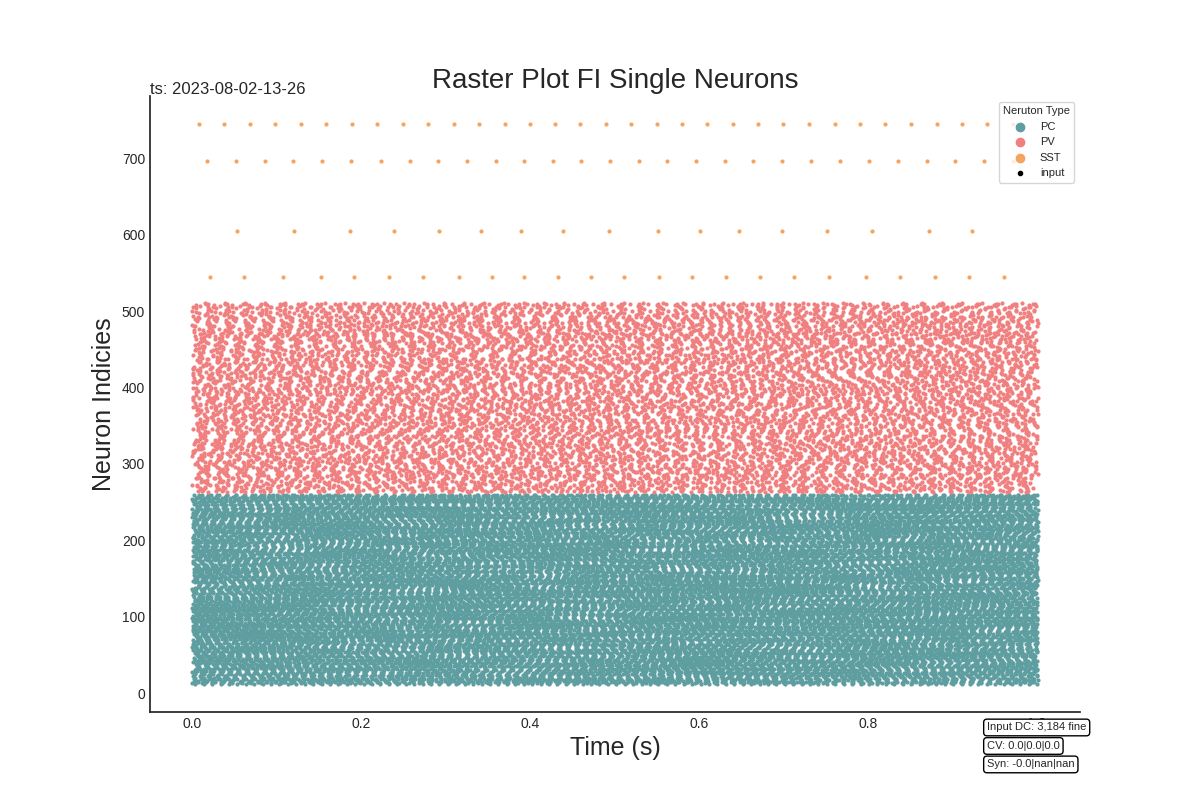 Raster Plot FI Single Neurons
ts: 2023-08-02-13-26
Neruton Type
PC
PV
SST
input
700
600
500
400
300
200
100
0
Neuron Indicies
0.0 0.2 0.4 0.6 0.8
Time (s)
Input DC: 3,184 fine
CV: 0.0|0.0|0.0
Syn: -0.0|nan|nan